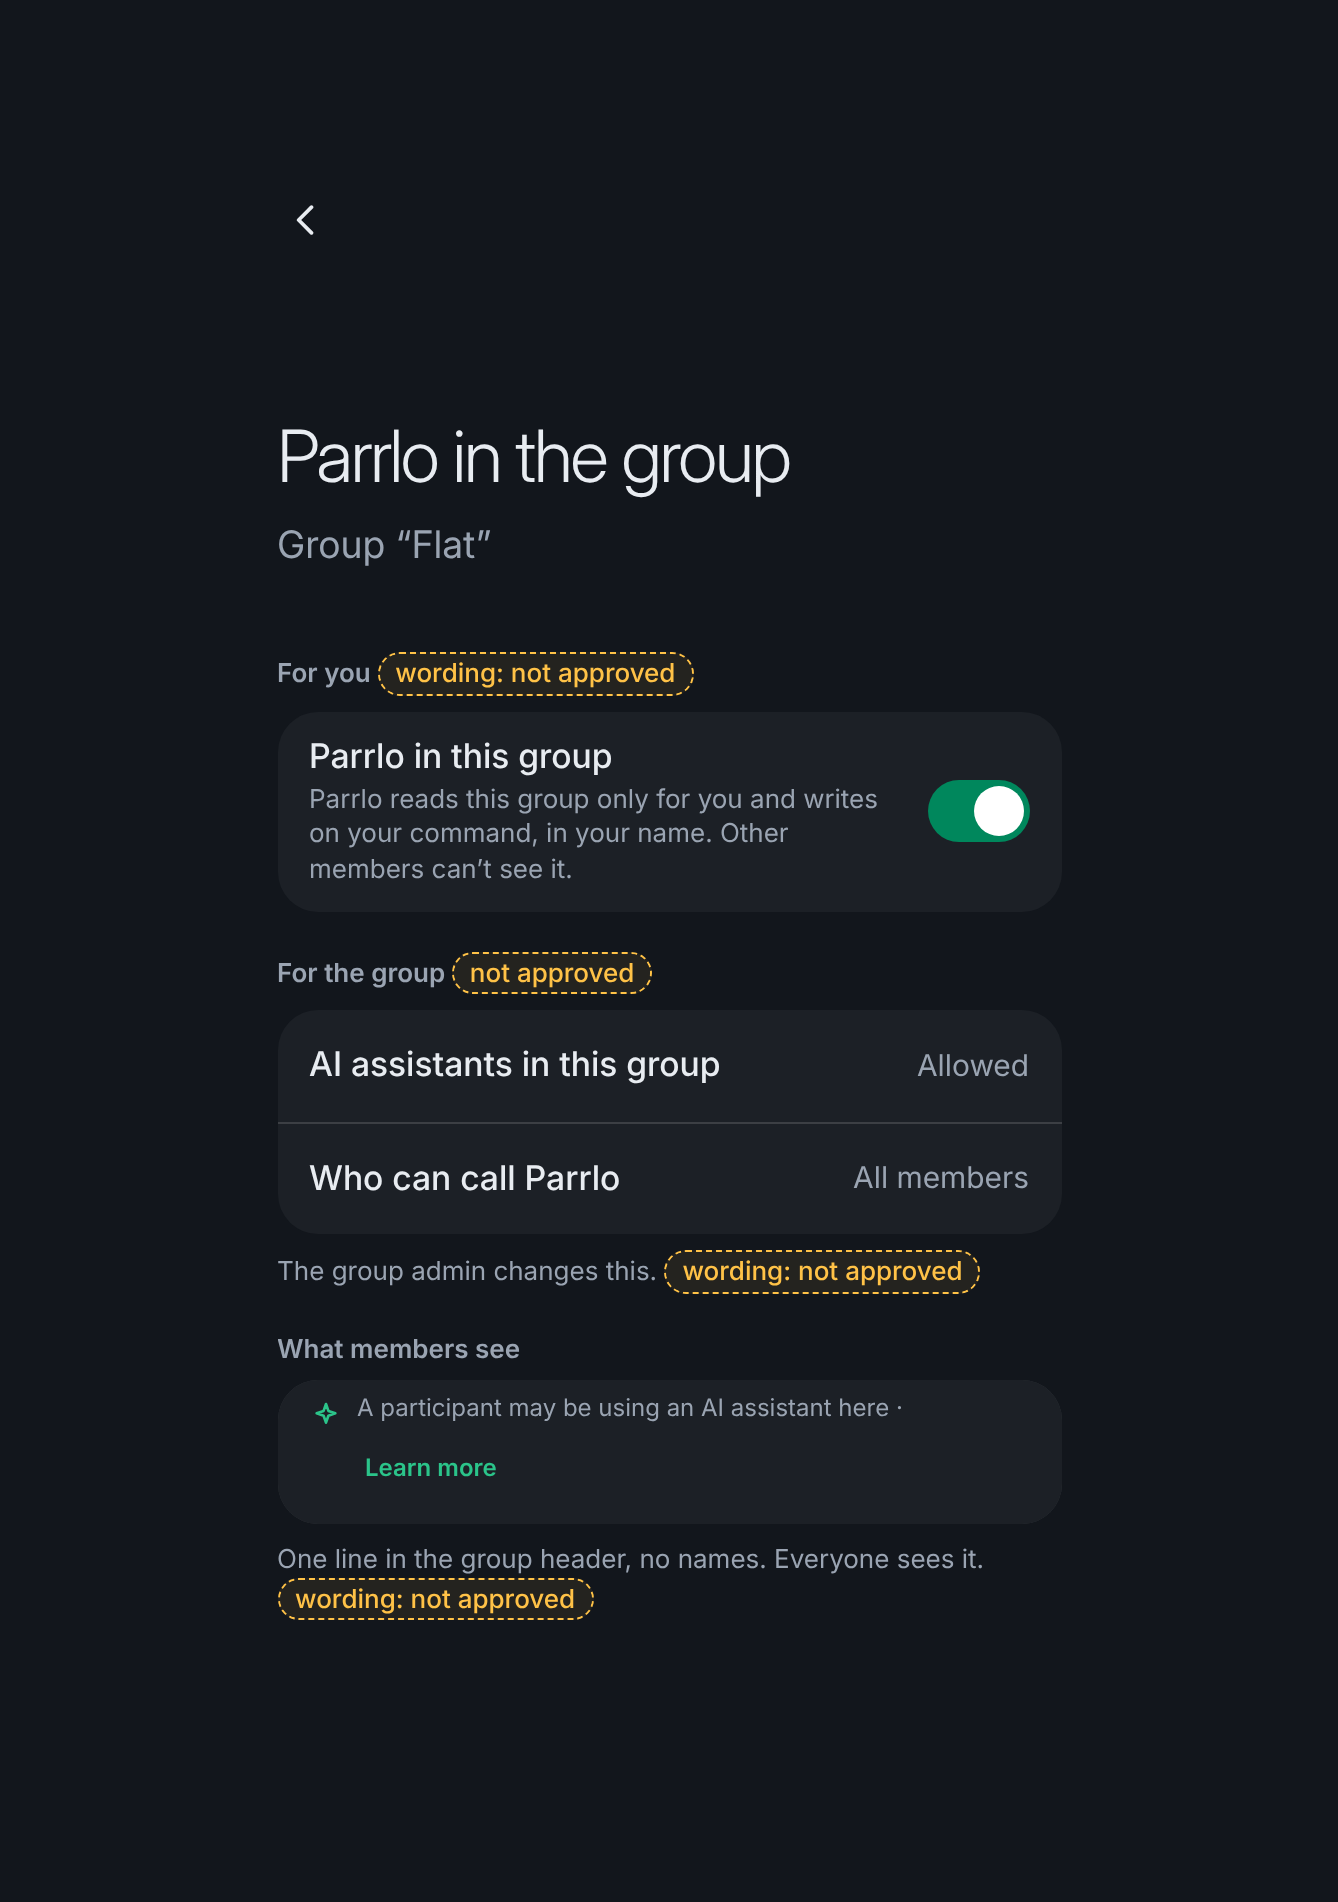 Parrlo in the group
Group “Flat”
For you wording: not approved
Parrlo in this group
Parrlo reads this group only for you and writes
on your command, in your name. Other
members can’t see it.
For the group not approved
AI assistants in this group Allowed
Who can call Parrlo All members
The group admin changes this. wording: not approved
What members see
A participant may be using an AI assistant here ·
Learn more
One line in the group header, no names. Everyone sees it.
wording: not approved